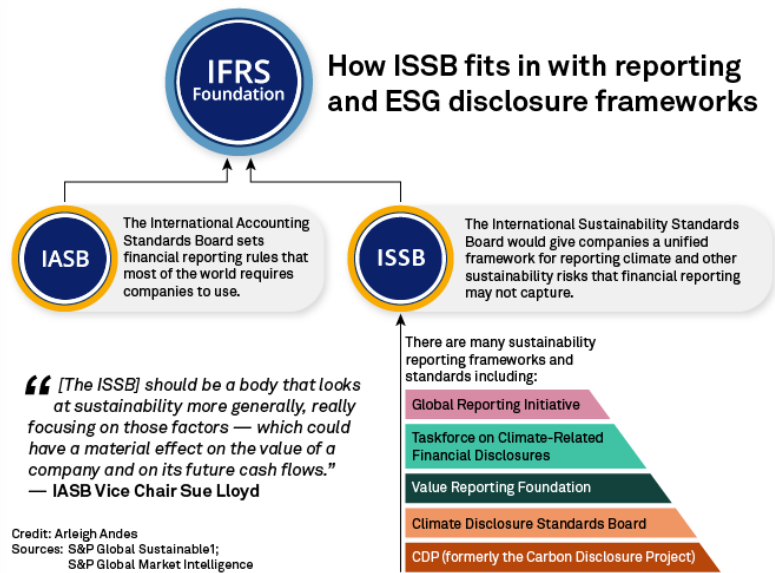 IFRS
Foundation
How ISSB fits in with reporting
and ESG disclosure frameworks
IASB
The International Accounting
Standards Board sets
financial reporting rules that
most of the world requires
companies to use.
ISSB
The International Sustainability Standards
Board would give companies a unified
framework for reporting climate and other
sustainability risks that financial reporting
may not capture.
There are many sustainability
reporting frameworks and
standards including:
Global Reporting Initiative
Taskforce on Climate-Related
Financial Disclosures
Value Reporting Foundation
Climate Disclosure Standards Board
CDP (formerly the Carbon Disclosure Project)
“ [The ISSB] should be a body that looks
at sustainability more generally, really
focusing on those factors — which could
have a material effect on the value of a
company and on its future cash flows.”
— IASB Vice Chair Sue Lloyd
Credit: Arleigh Andes
Sources: S&P Global Sustainable1;
S&P Global Market Intelligence